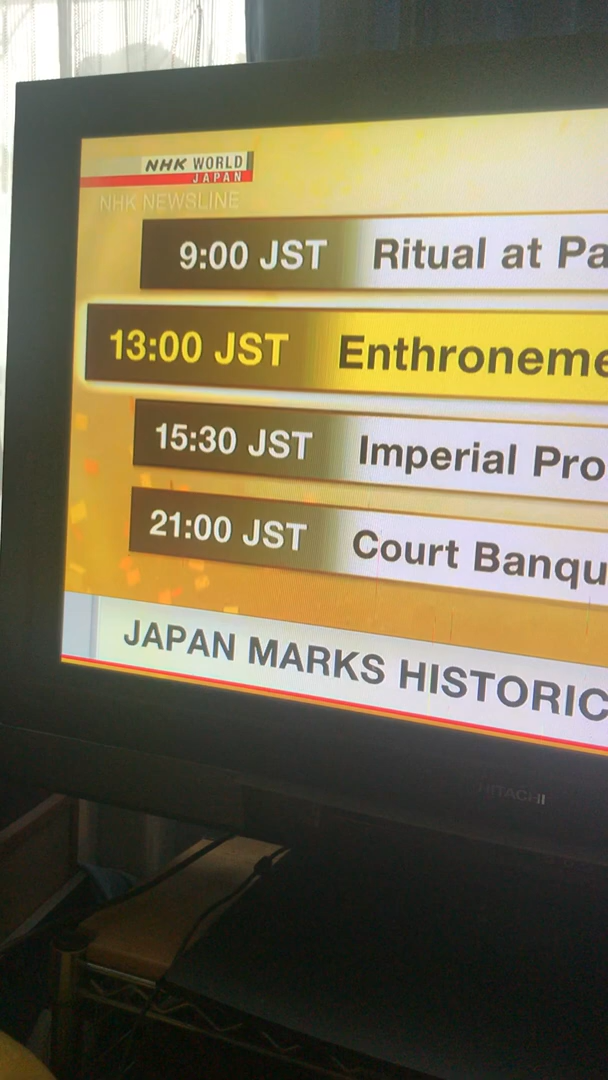 NHK WORLD
JAPAN
NHK NEWSLINE
9:00 JST Ritual at Pa
13:00 JST Enthroneme
15:30 JST Imperial Pro
21:00 JST Court Banqu
JAPAN MARKS HISTORIC
HITACHI